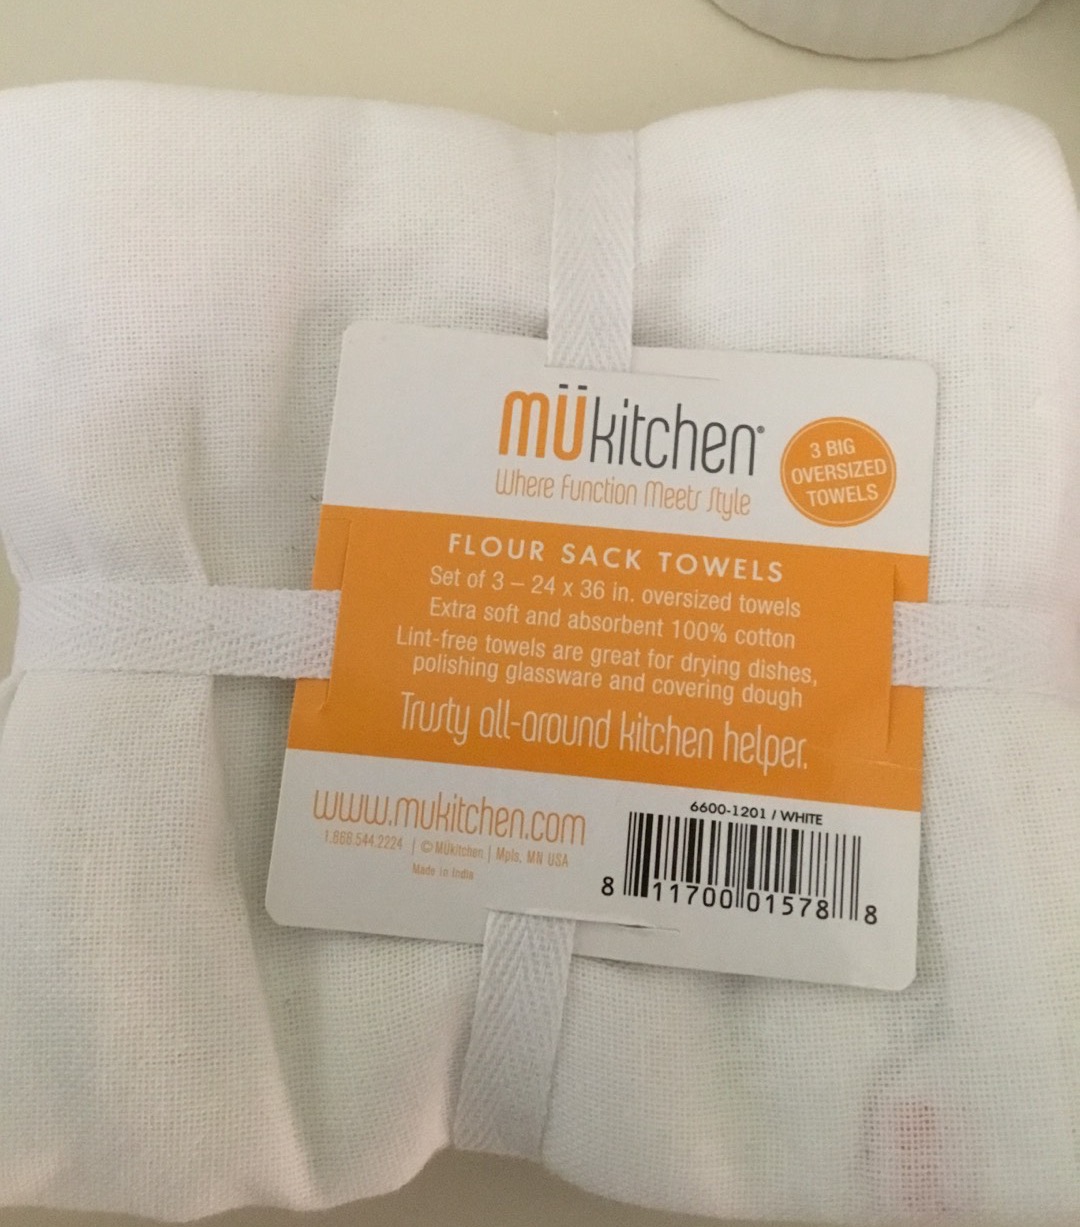 MÜkitchen®
Where Function Meets Style
3 BIG
OVERSIZED
TOWELS
FLOUR SACK TOWELS
Set of 3 – 24 x 36 in. oversized towels
Extra soft and absorbent 100% cotton
Lint-free towels are great for drying dishes,
polishing glassware and covering dough
Trusty all-around kitchen helper.
www.mukitchen.com
1.868.544.2224 | © MÜkitchen | Mpls, MN USA
Made in India
6600-1201 / WHITE
8 11700 01578 8